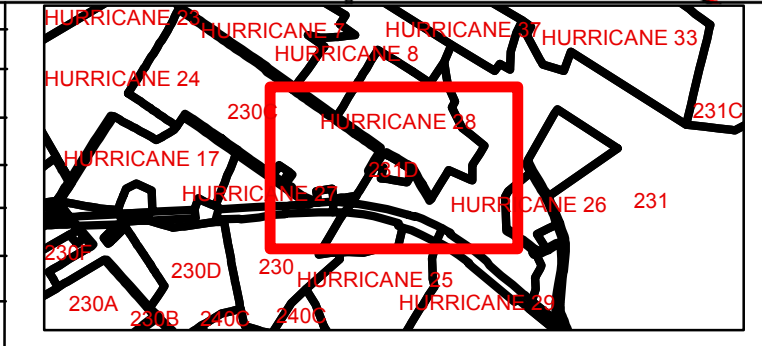 HURRICANE 23
HURRICANE 7
HURRICANE 37
HURRICANE 33
HURRICANE 8
HURRICANE 24
230C
HURRICANE 28
231C
HURRICANE 17
231D
HURRICANE 27
HURRICANE 26
231
230F
230D
230
HURRICANE 25
230A
HURRICANE 29
230B
240C
240C